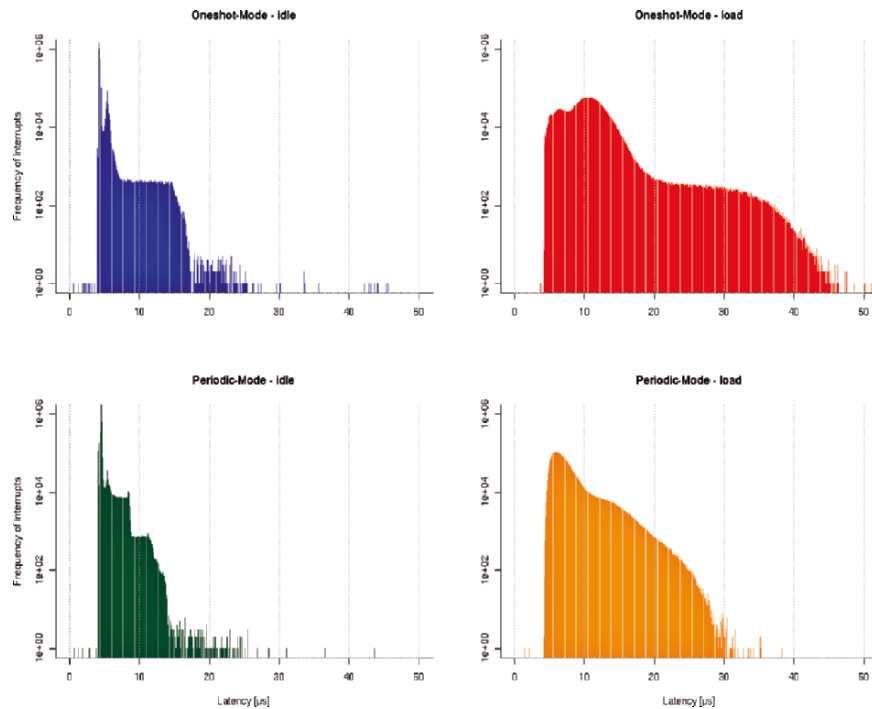 Oneshot-Mode - idle
Oneshot-Mode - load
Frequency of interrupts
1e+06
1e+04
1e+02
1e+00
0 10 20 30 40 50
1e+06
1e+04
1e+02
1e+00
0 10 20 30 40 50
Periodic-Mode - idle
Periodic-Mode - load
Frequency of interrupts
1e+06
1e+04
1e+02
1e+00
0 10 20 30 40 50
Latency [µs]
1e+06
1e+04
1e+02
1e+00
0 10 20 30 40 50
Latency [µs]